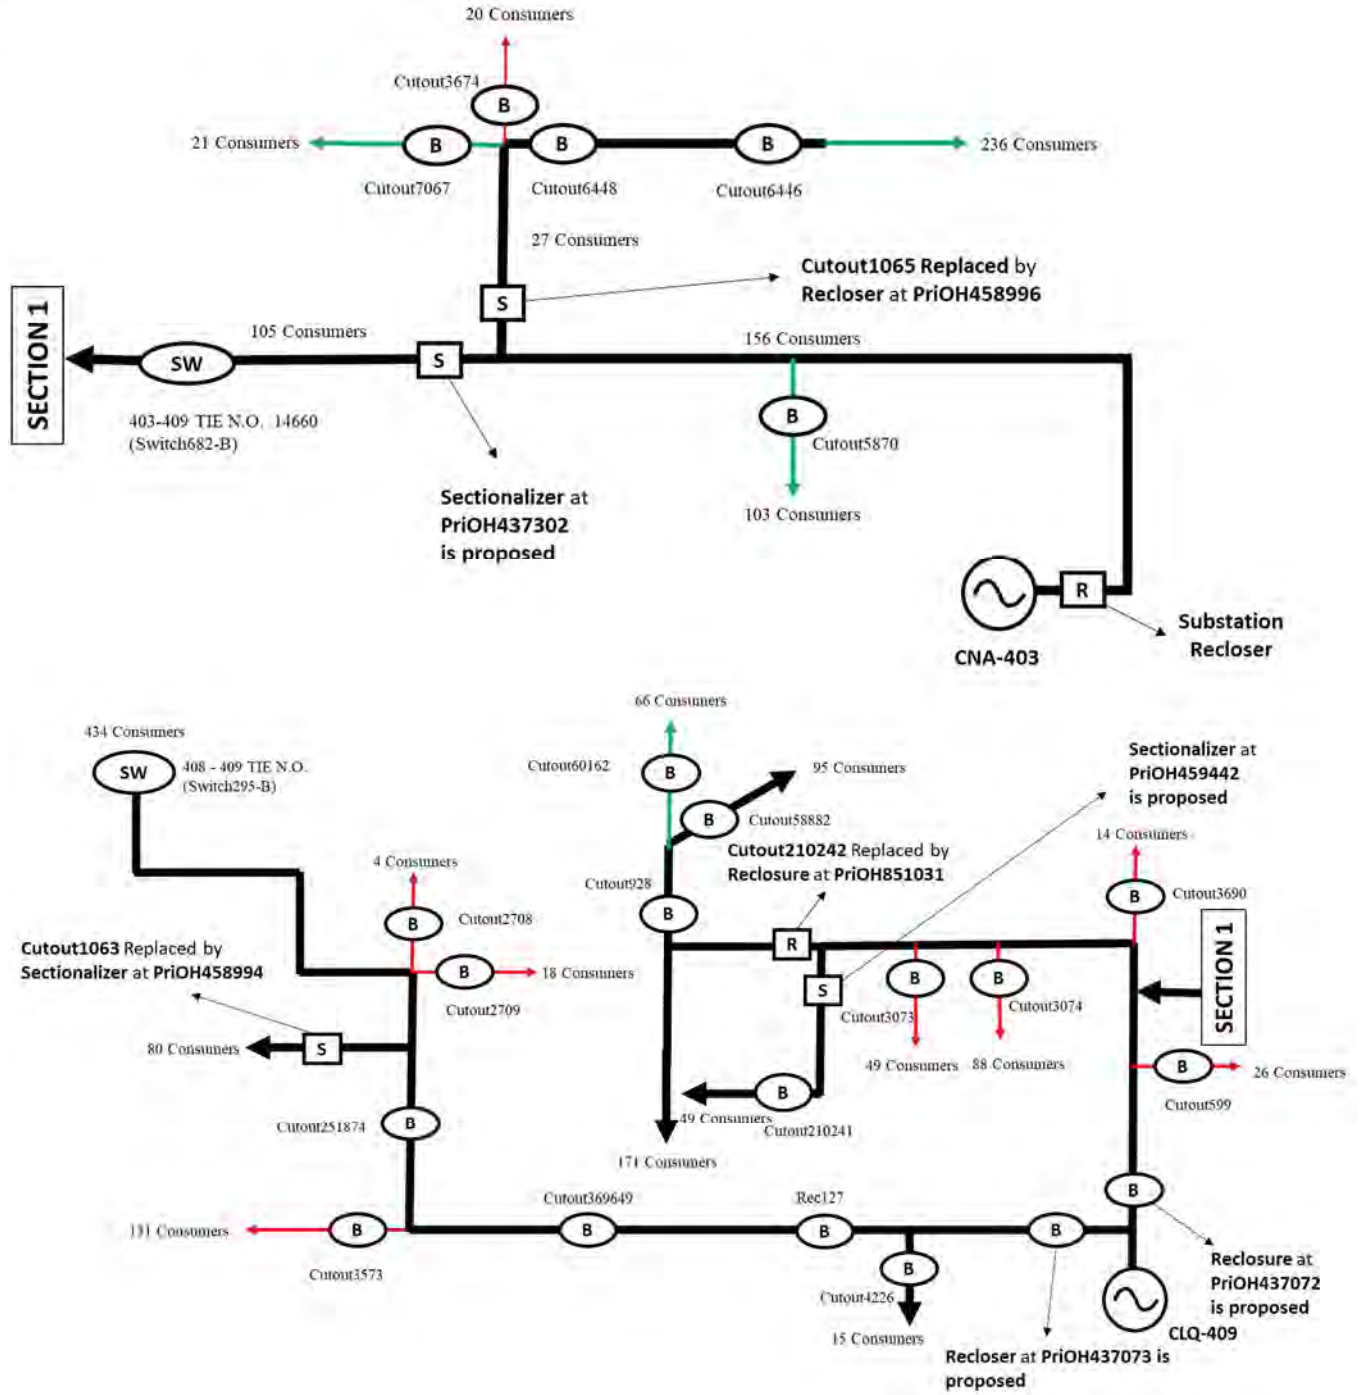 20 Consumers
Cutout3674
B
21 Consumers
B
B
B
236 Consumers
Cutout7067
Cutout6448
Cutout6446
27 Consumers
Cutout1065 Replaced by
Recloser at PriOH458996
S
SECTION 1
105 Consumers
156 Consumers
SW
S
403-409 TIE N.O. 14660
(Switch682-B)
B
Cutout5870
Sectionalizer at
PriOH437302
is proposed
103 Consumers
R
CNA-403
Substation
Recloser
66 Consumers
434 Consumers
SW
408 - 409 TIE N.O.
(Switch295-B)
Cutout60162
B
95 Consumers
Sectionalizer at
PriOH459442
is proposed
B
Cutout58882
14 Consumers
Cutout210242 Replaced by
Reclosure at PriOH851031
4 Consumers
Cutout928
B
B
Cutout3690
B
Cutout2708
Cutout1063 Replaced by
Sectionalizer at PriOH458994
B
18 Consumers
Cutout2709
R
S
B
B
Cutout3073
Cutout3074
SECTION 1
80 Consumers
S
49 Consumers
88 Consumers
B
26 Consumers
Cutout599
B
49 Consumers
Cutout210241
Cutout251874
B
171 Consumers
Cutout369649
Rec127
B
131 Consumers
B
B
B
B
Cutout3573
B
Cutout4226
15 Consumers
Reclosure at
PriOH437072
is proposed
CLQ-409
Recloser at PriOH437073 is
proposed